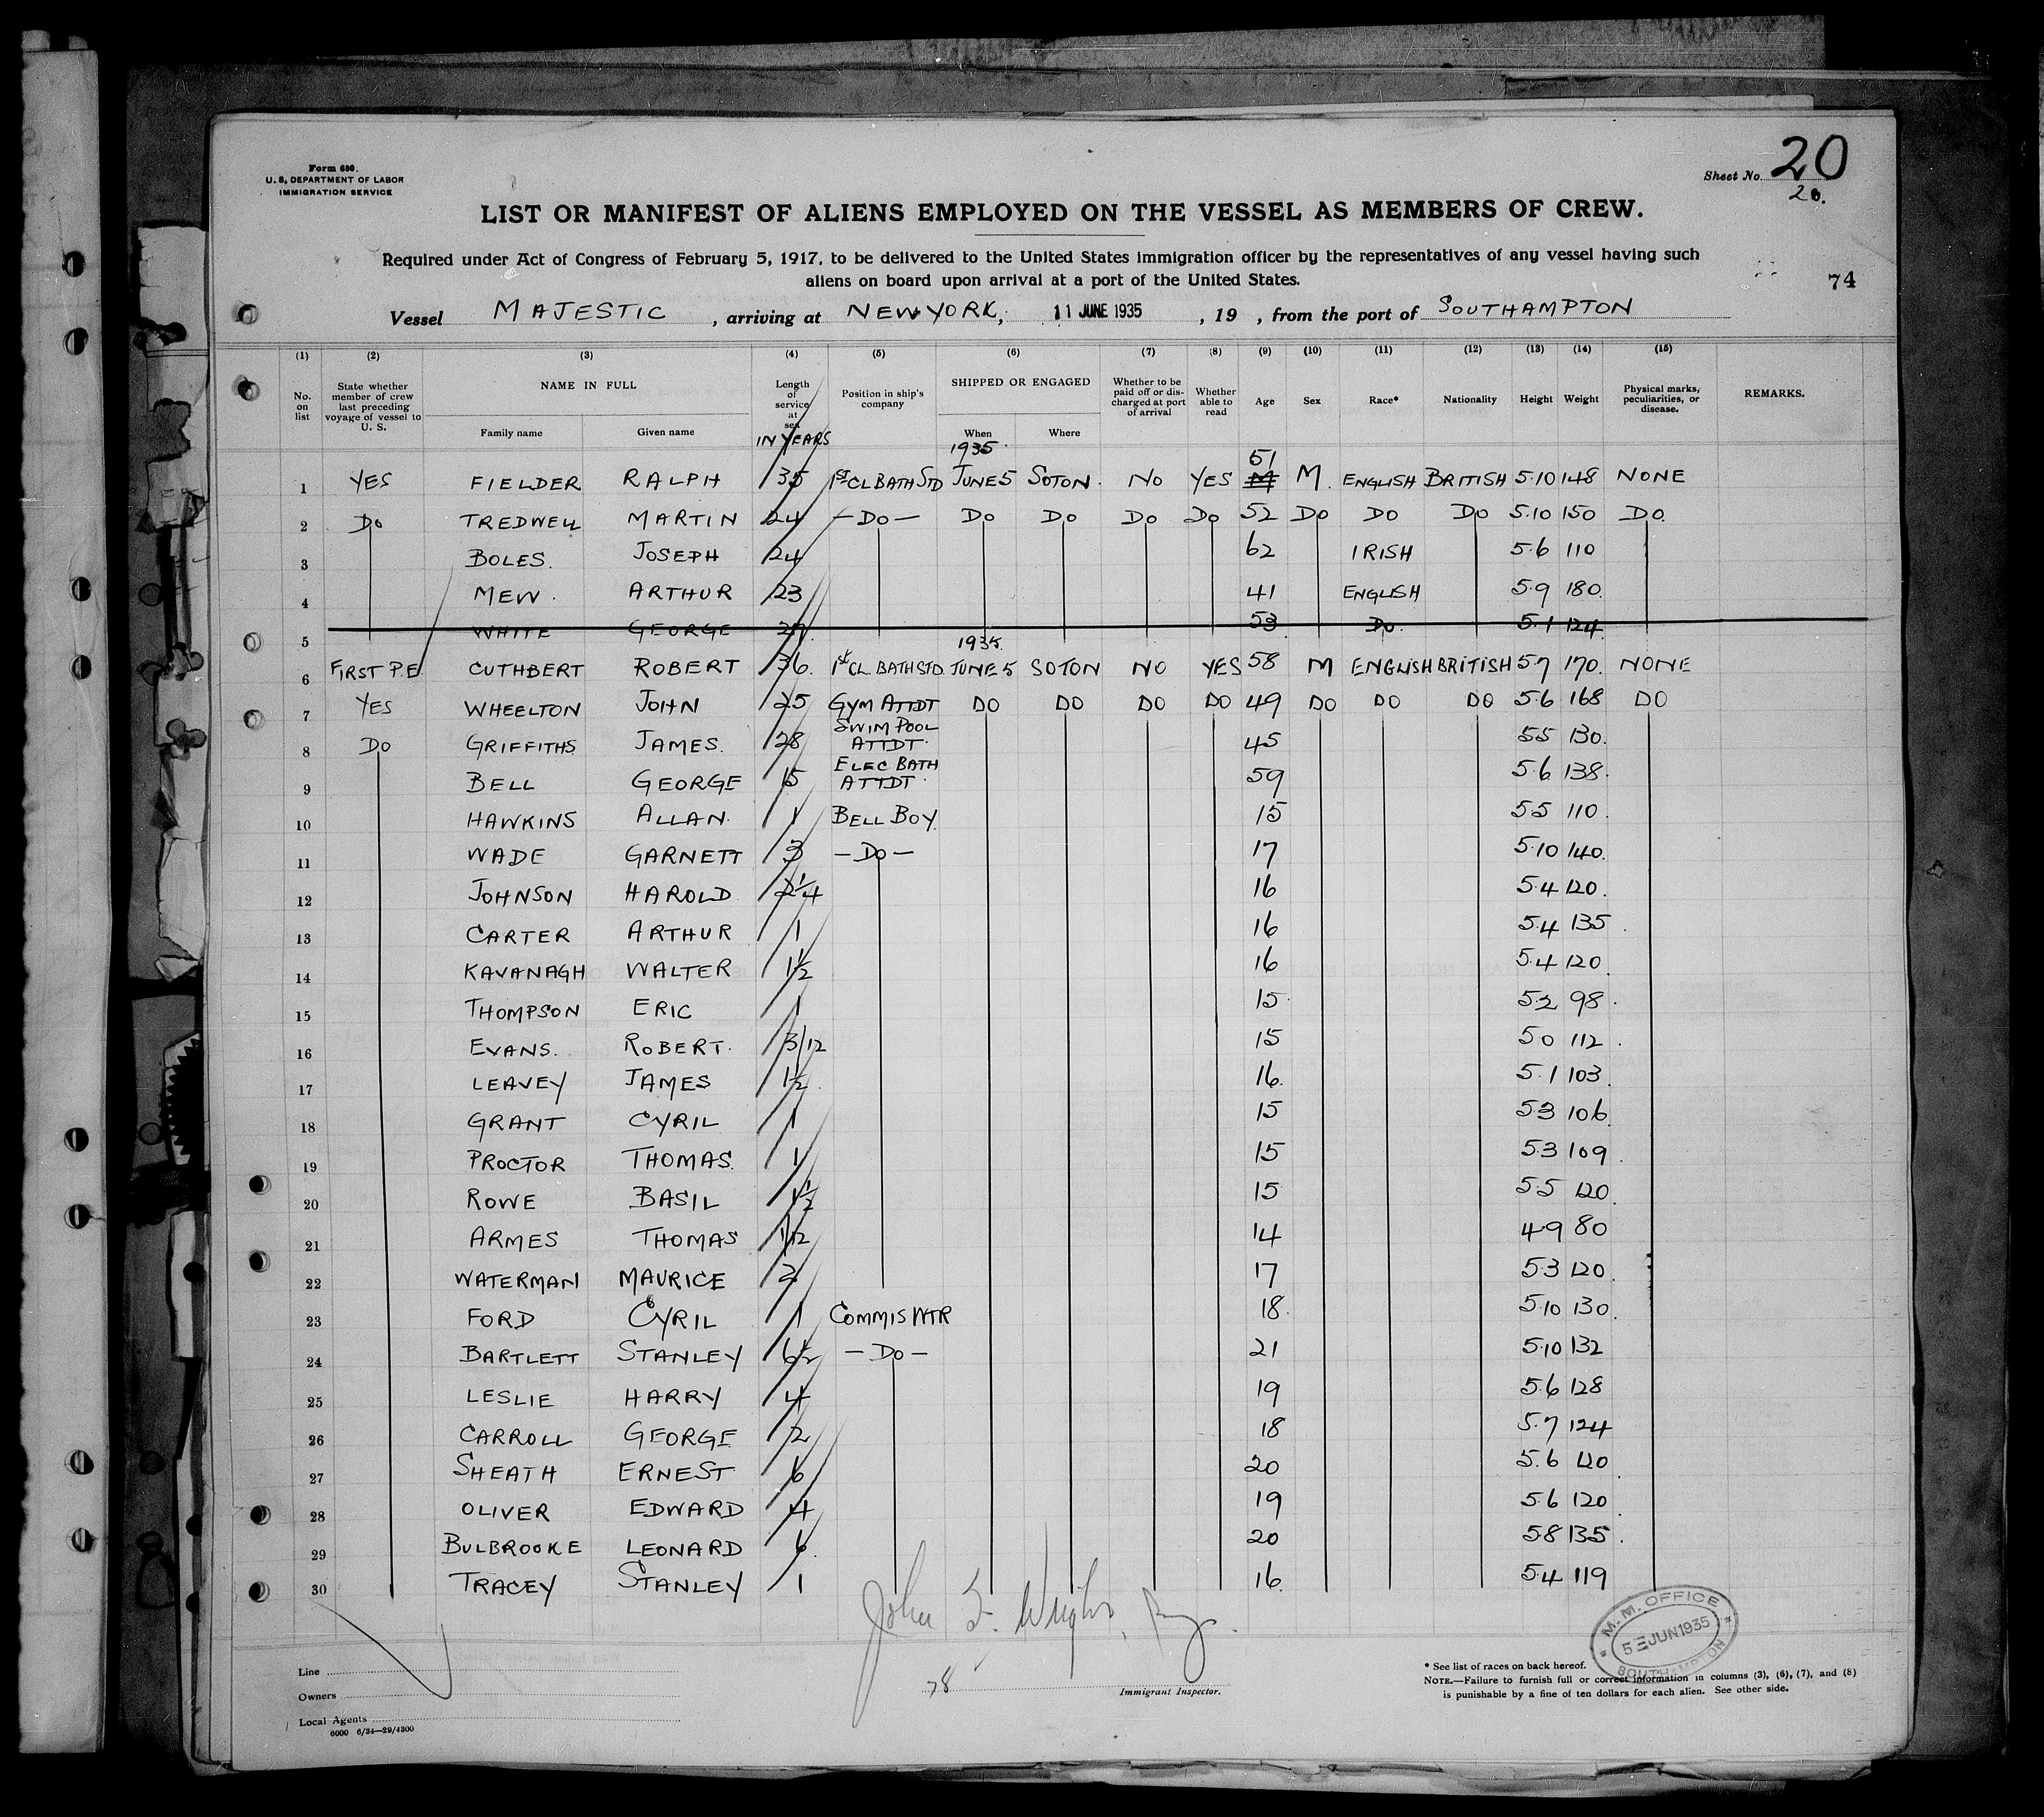 Form 680.
U. S. DEPARTMENT OF LABOR
IMMIGRATION SERVICE
Sheet No. 20
20.
LIST OR MANIFEST OF ALIENS EMPLOYED ON THE VESSEL AS MEMBERS OF CREW.
Required under Act of Congress of February 5, 1917, to be delivered to the United States immigration officer by the representatives of any vessel having such
aliens on board upon arrival at a port of the United States.
74
Vessel MAJESTIC , arriving at NEW YORK, 11 JUNE 1935 , 19 , from the port of SOUTHAMPTON
(1) (2) (3) (4) (5) (6) (7) (8) (9) (10) (11) (12) (13) (14) (15)
No. on list State whether member of crew last preceding voyage of vessel to U. S. NAME IN FULL Family name Given name Length of service at sea IN YEARS Position in ship's company SHIPPED OR ENGAGED When Where Whether to be paid off or discharged at port of arrival Whether able to read Age Sex Race* Nationality Height Weight Physical marks, peculiarities, or disease. REMARKS.
1935
1 YES FIELDER RALPH 35 1ST CL BATH STD JUNE 5 SOTON. NO YES 51 M. ENGLISH BRITISH 5.10 148 NONE
2 DO TREDWELL MARTIN 24 —DO— DO DO DO DO 52 DO DO DO 5.10 150 DO.
3 BOLES. JOSEPH 24 62 IRISH 5.6 110
4 MEW. ARTHUR 23 41 ENGLISH 5.9 180.
5 WHITE GEORGE 27. 53 DO. 5.1 124
1935.
6 FIRST P.E. CUTHBERT ROBERT 36. 1st CL. BATH STD. JUNE 5 SOTON NO YES 58 M ENGLISH BRITISH 5.7 170. NONE
7 YES WHEELTON JOHN 25 GYM ATTDT DO DO DO DO 49 DO DO DO 5.6 168 DO
8 DO GRIFFITHS JAMES. 28 SWIM POOL ATTDT. 45 5.5 130.
9 BELL GEORGE 15 ELEC BATH ATTDT. 59 5.6 138.
10 HAWKINS ALLAN. 1 BELL BOY. 15 5.5 110.
11 WADE GARNETT 3 —DO— 17 5.10 140.
12 JOHNSON HAROLD. 2 1/4 16 5.4 120.
13 CARTER ARTHUR 1 16 5.4 135.
14 KAVANAGH WALTER 1 1/2 16 5.4 120.
15 THOMPSON ERIC 1 15. 5.2 98.
16 EVANS. ROBERT. 3/12 15 5.0 112.
17 LEAVEY JAMES 1 1/2. 16. 5.1 103.
18 GRANT CYRIL 1 15 5.3 106.
19 PROCTOR THOMAS. 1 15 5.3 109.
20 ROWE BASIL 1 1/2 15 5.5 120.
21 ARMES THOMAS 1/12 14 4.9 80
22 WATERMAN MAURICE 2 17 5.3 120.
23 FORD CYRIL 1 COMMIS WTR 18. 5.10 130.
24 BARTLETT STANLEY 6 1/2 —DO— 21 5.10 132
25 LESLIE HARRY 4 19 5.6 128
26 CARROLL GEORGE 2 18 5.7 124
27 SHEATH ERNEST 6 20 5.6 120.
28 OLIVER EDWARD 4 19 5.6 120.
29 BULBROOKE LEONARD 6. 20 5.8 135.
30 TRACEY STANLEY 1 16. 5.4 119
John S. Wright,
M. M. OFFICE
5 JUN 1935
SOUTHAMPTON
Line
Owners
Local Agents
6000 6/34—29/4300
78
Immigrant Inspector.
* See list of races on back hereof.
NOTE.—Failure to furnish full or correct information in columns (3), (6), (7), and (8)
is punishable by a fine of ten dollars for each alien. See other side.